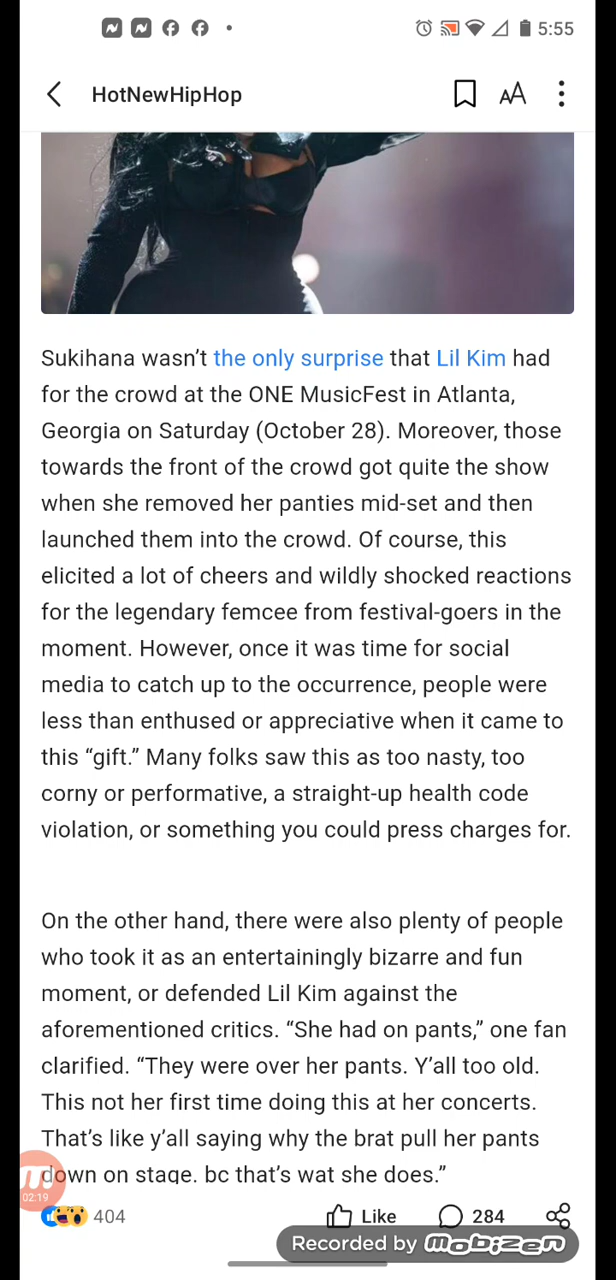 5:55
HotNewHipHop
AA
Sukihana wasn’t the only surprise that Lil Kim had
for the crowd at the ONE MusicFest in Atlanta,
Georgia on Saturday (October 28). Moreover, those
towards the front of the crowd got quite the show
when she removed her panties mid-set and then
launched them into the crowd. Of course, this
elicited a lot of cheers and wildly shocked reactions
for the legendary femcee from festival-goers in the
moment. However, once it was time for social
media to catch up to the occurrence, people were
less than enthused or appreciative when it came to
this “gift.” Many folks saw this as too nasty, too
corny or performative, a straight-up health code
violation, or something you could press charges for.
On the other hand, there were also plenty of people
who took it as an entertainingly bizarre and fun
moment, or defended Lil Kim against the
aforementioned critics. “She had on pants,” one fan
clarified. “They were over her pants. Y’all too old.
This not her first time doing this at her concerts.
That’s like y’all saying why the brat pull her pants
down on stage. bc that’s wat she does.”
02:19
404 Like 284
Recorded by mobizen